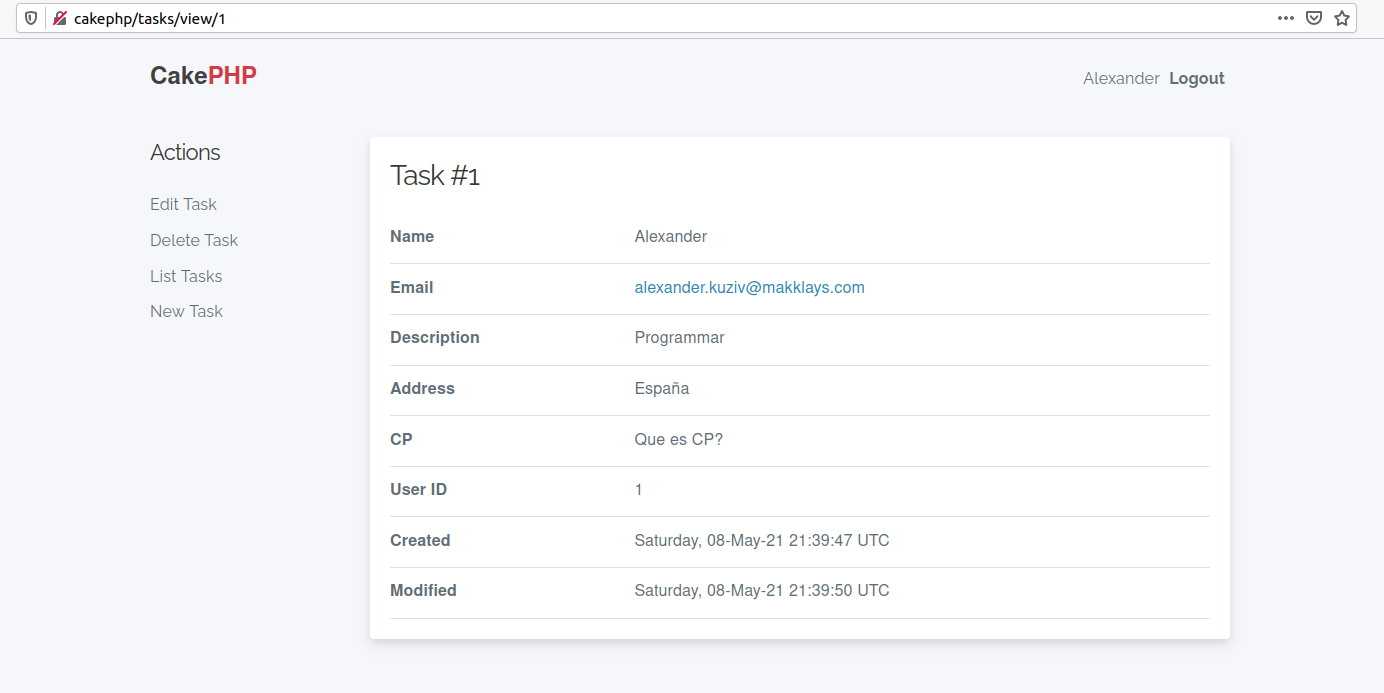 cakephp/tasks/view/1
CakePHP
Alexander Logout
Actions
Edit Task
Delete Task
List Tasks
New Task
Task #1
Name Alexander
Email alexander.kuziv@makklays.com
Description Programmar
Address España
CP Que es CP?
User ID 1
Created Saturday, 08-May-21 21:39:47 UTC
Modified Saturday, 08-May-21 21:39:50 UTC